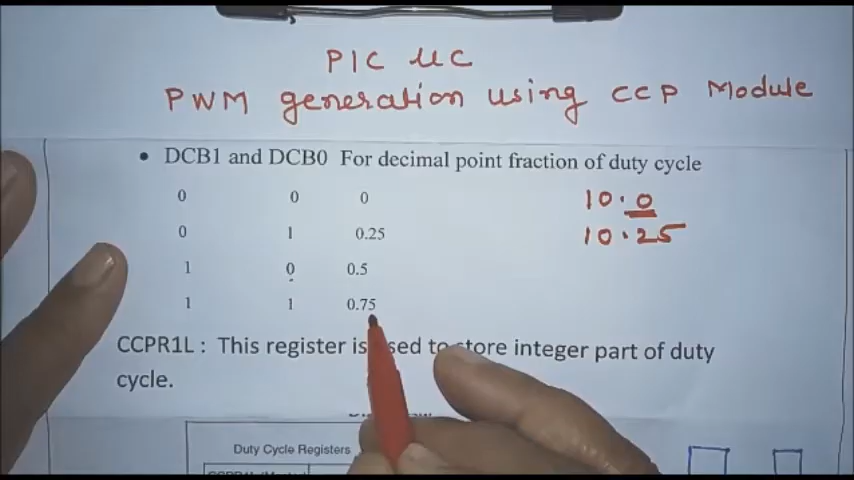 PIC µC
PWM generation using CCP Module
• DCB1 and DCB0 For decimal point fraction of duty cycle
0 0 0 10.0
0 1 0.25 10.25
1 0 0.5
1 1 0.75
CCPR1L : This register is used to store integer part of duty
cycle.
Duty Cycle Registers